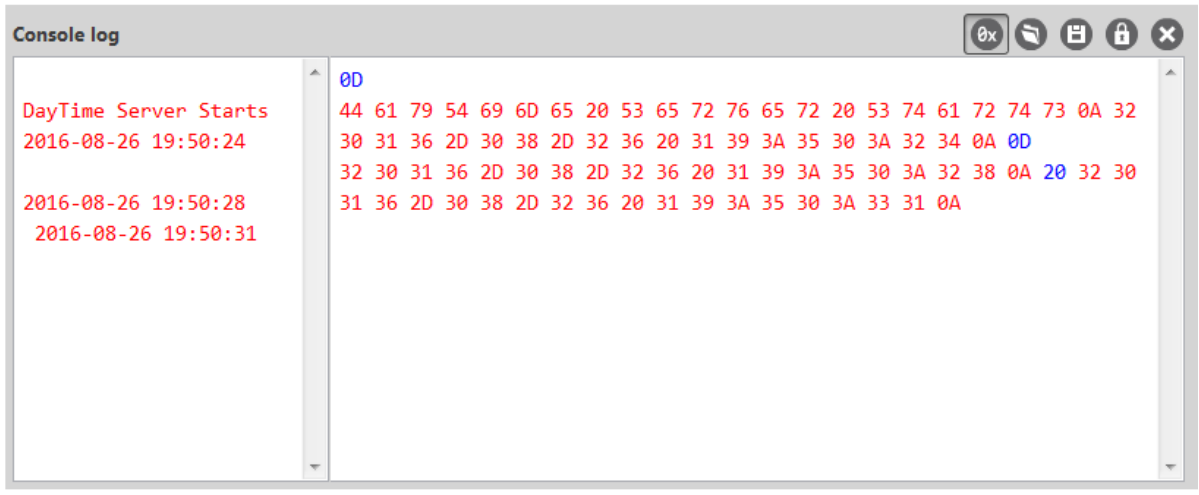 Console log
0x
DayTime Server Starts
2016-08-26 19:50:24
2016-08-26 19:50:28
2016-08-26 19:50:31
0D
44 61 79 54 69 6D 65 20 53 65 72 76 65 72 20 53 74 61 72 74 73 0A 32
30 31 36 2D 30 38 2D 32 36 20 31 39 3A 35 30 3A 32 34 0A 0D
32 30 31 36 2D 30 38 2D 32 36 20 31 39 3A 35 30 3A 32 38 0A 20 32 30
31 36 2D 30 38 2D 32 36 20 31 39 3A 35 30 3A 33 31 0A